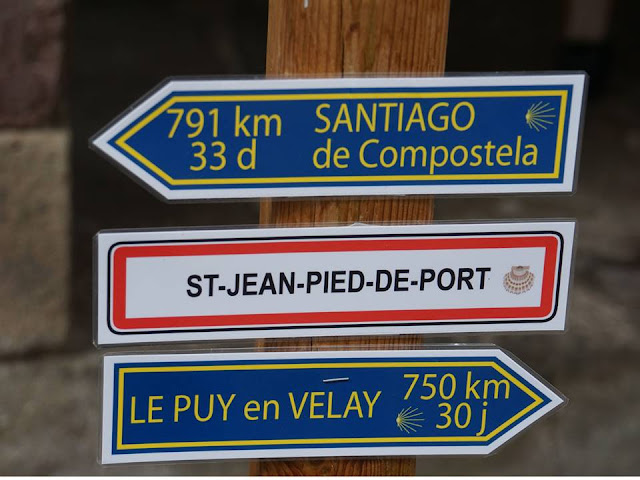 791 km SANTIAGO
33 d de Compostela
ST-JEAN-PIED-DE-PORT
LE PUY en VELAY 750 km
30 j